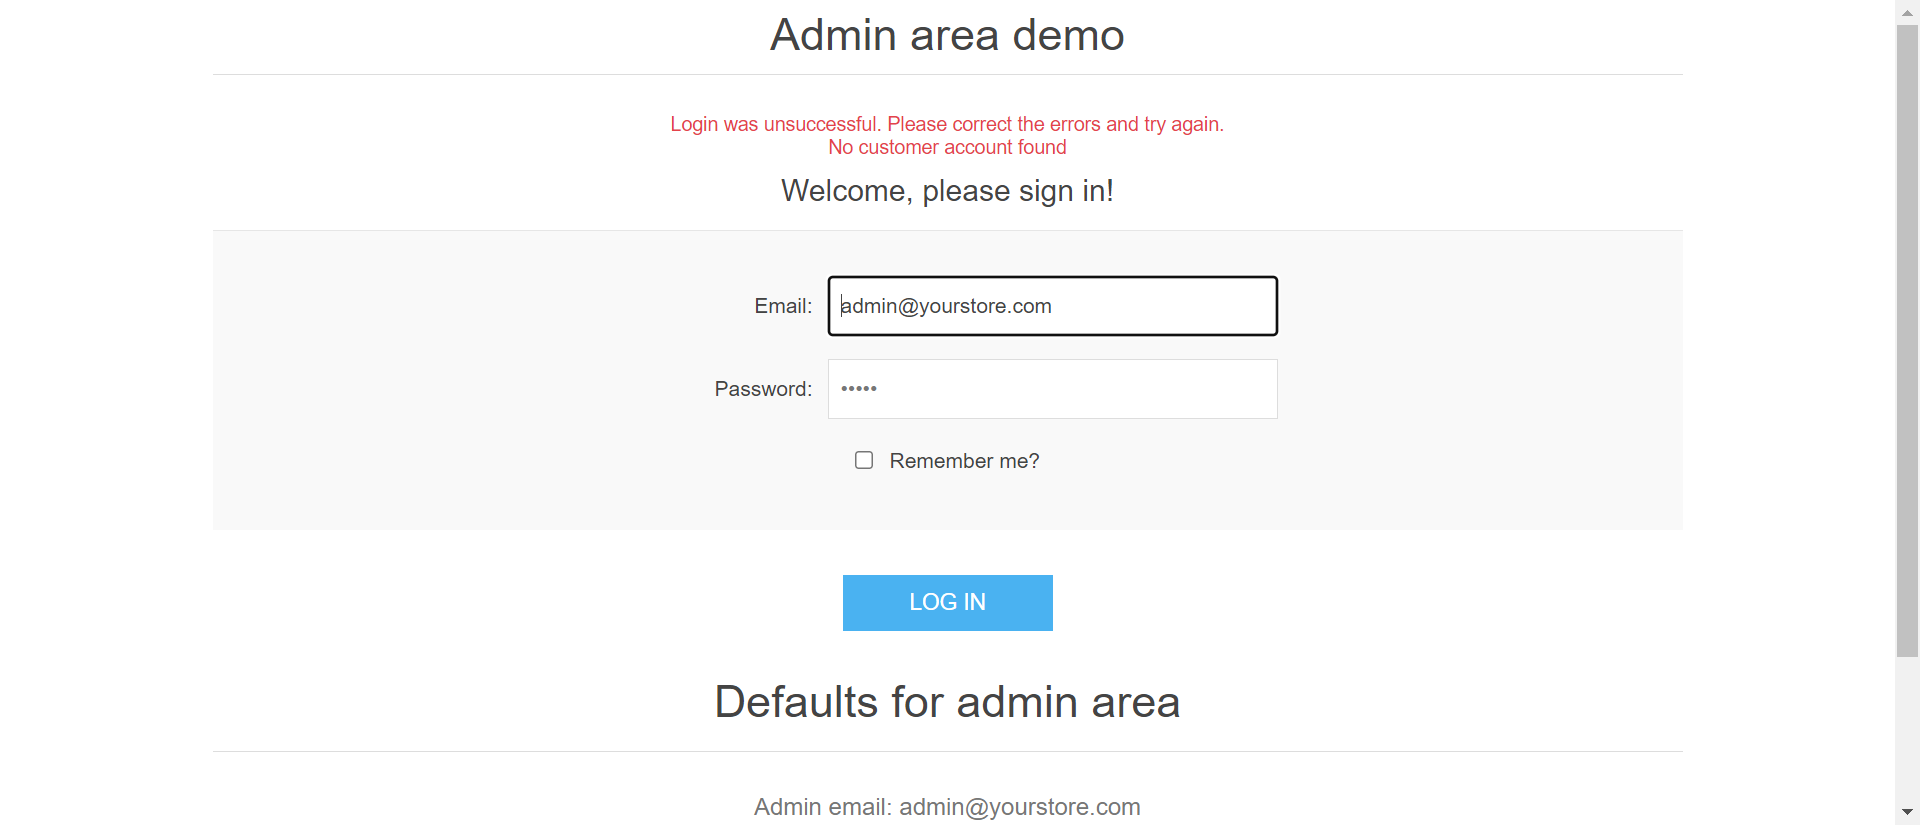 Admin area demo
Login was unsuccessful. Please correct the errors and try again.
No customer account found
Welcome, please sign in!
Email: admin@yourstore.com
Password: •••••
Remember me?
LOG IN
Defaults for admin area
Admin email: admin@yourstore.com